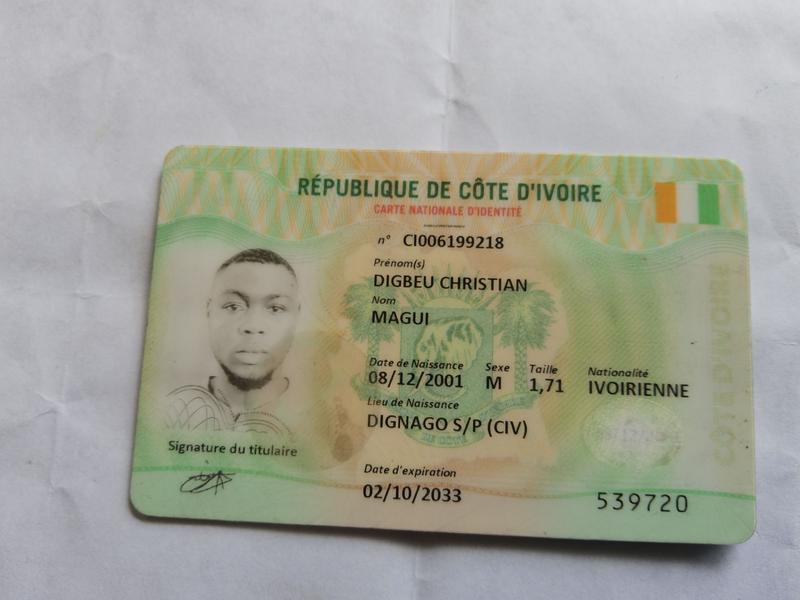 RÉPUBLIQUE DE CÔTE D'IVOIRE
CARTE NATIONALE D'IDENTITÉ
n° CI006199218
Prénom(s)
DIGBEU CHRISTIAN
Nom
MAGUI
Date de Naissance Sexe Taille Nationalité
08/12/2001 M 1,71 IVOIRIENNE
Lieu de Naissance
DIGNAGO S/P (CIV)
Signature du titulaire
Date d'expiration
02/10/2033
539720
CÔTE D'IVOIRE